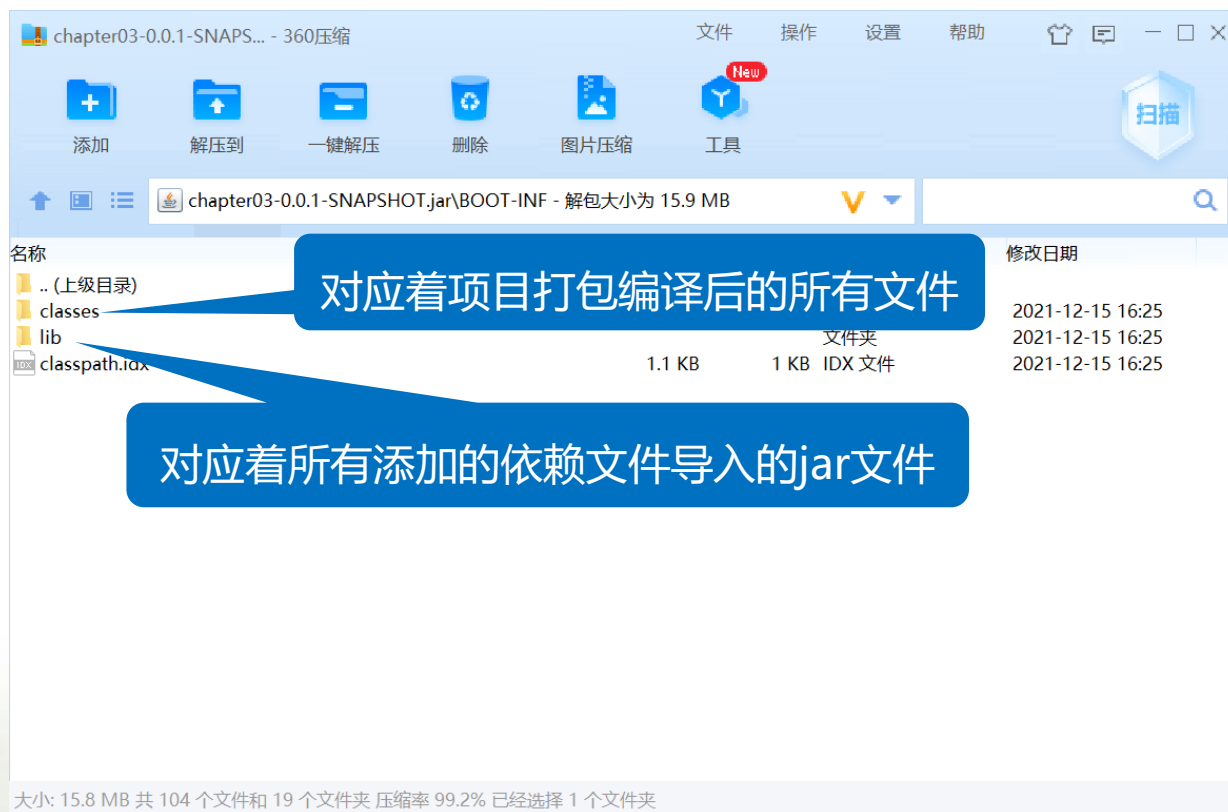 chapter03-0.0.1-SNAPS... - 360压缩 文件 操作 设置 帮助
New
扫描
添加 解压到 一键解压 删除 图片压缩 工具
chapter03-0.0.1-SNAPSHOT.jar\BOOT-INF - 解包大小为 15.9 MB
名称 修改日期
.. (上级目录)
对应着项目打包编译后的所有文件
classes 2021-12-15 16:25
lib 文件夹 2021-12-15 16:25
IDX classpath.idx 1.1 KB 1 KB IDX 文件 2021-12-15 16:25
对应着所有添加的依赖文件导入的jar文件
大小: 15.8 MB 共 104 个文件和 19 个文件夹 压缩率 99.2% 已经选择 1 个文件夹